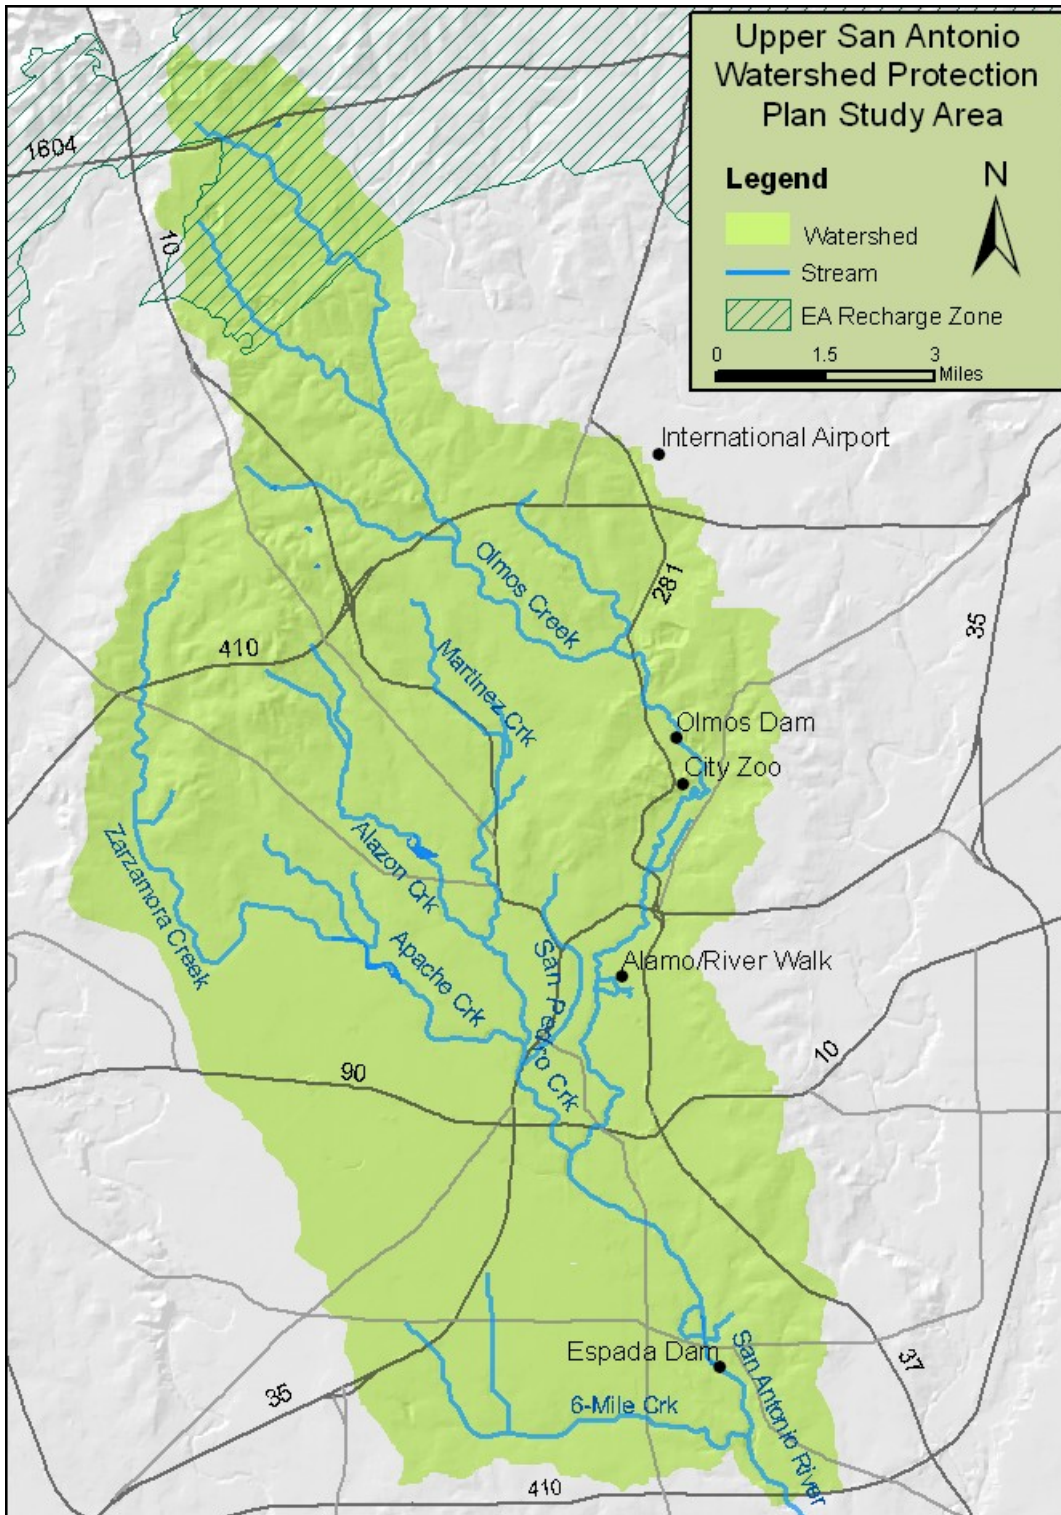 Upper San Antonio
Watershed Protection
Plan Study Area
Legend
N
Watershed
Stream
EA Recharge Zone
0 1.5 3
Miles
1604
10
International Airport
Olmos Creek
281
35
410
Martinez Crk
Olmos Dam
City Zoo
Zarzamora Creek
Alazon Crk
Apache Crk
San Pedro Crk
Alamo/River Walk
90
10
Espada Dam
San Antonio River
37
35
6-Mile Crk
410